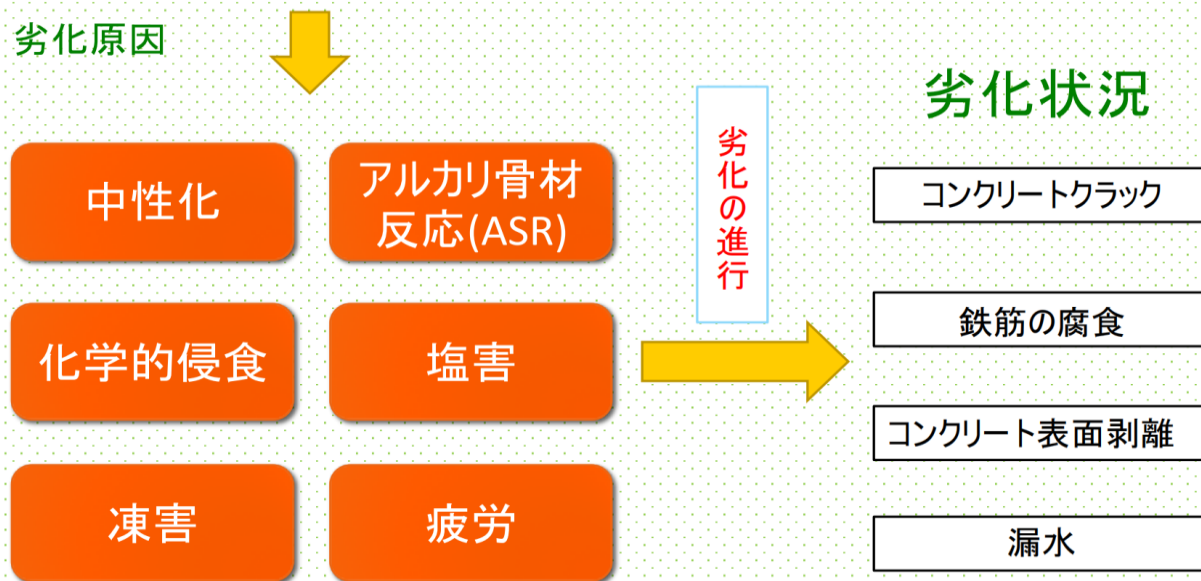 劣化原因
中性化
アルカリ骨材
反応(ASR)
化学的侵食
塩害
凍害
疲労
劣化の進行
劣化状況
コンクリートクラック
鉄筋の腐食
コンクリート表面剥離
漏水